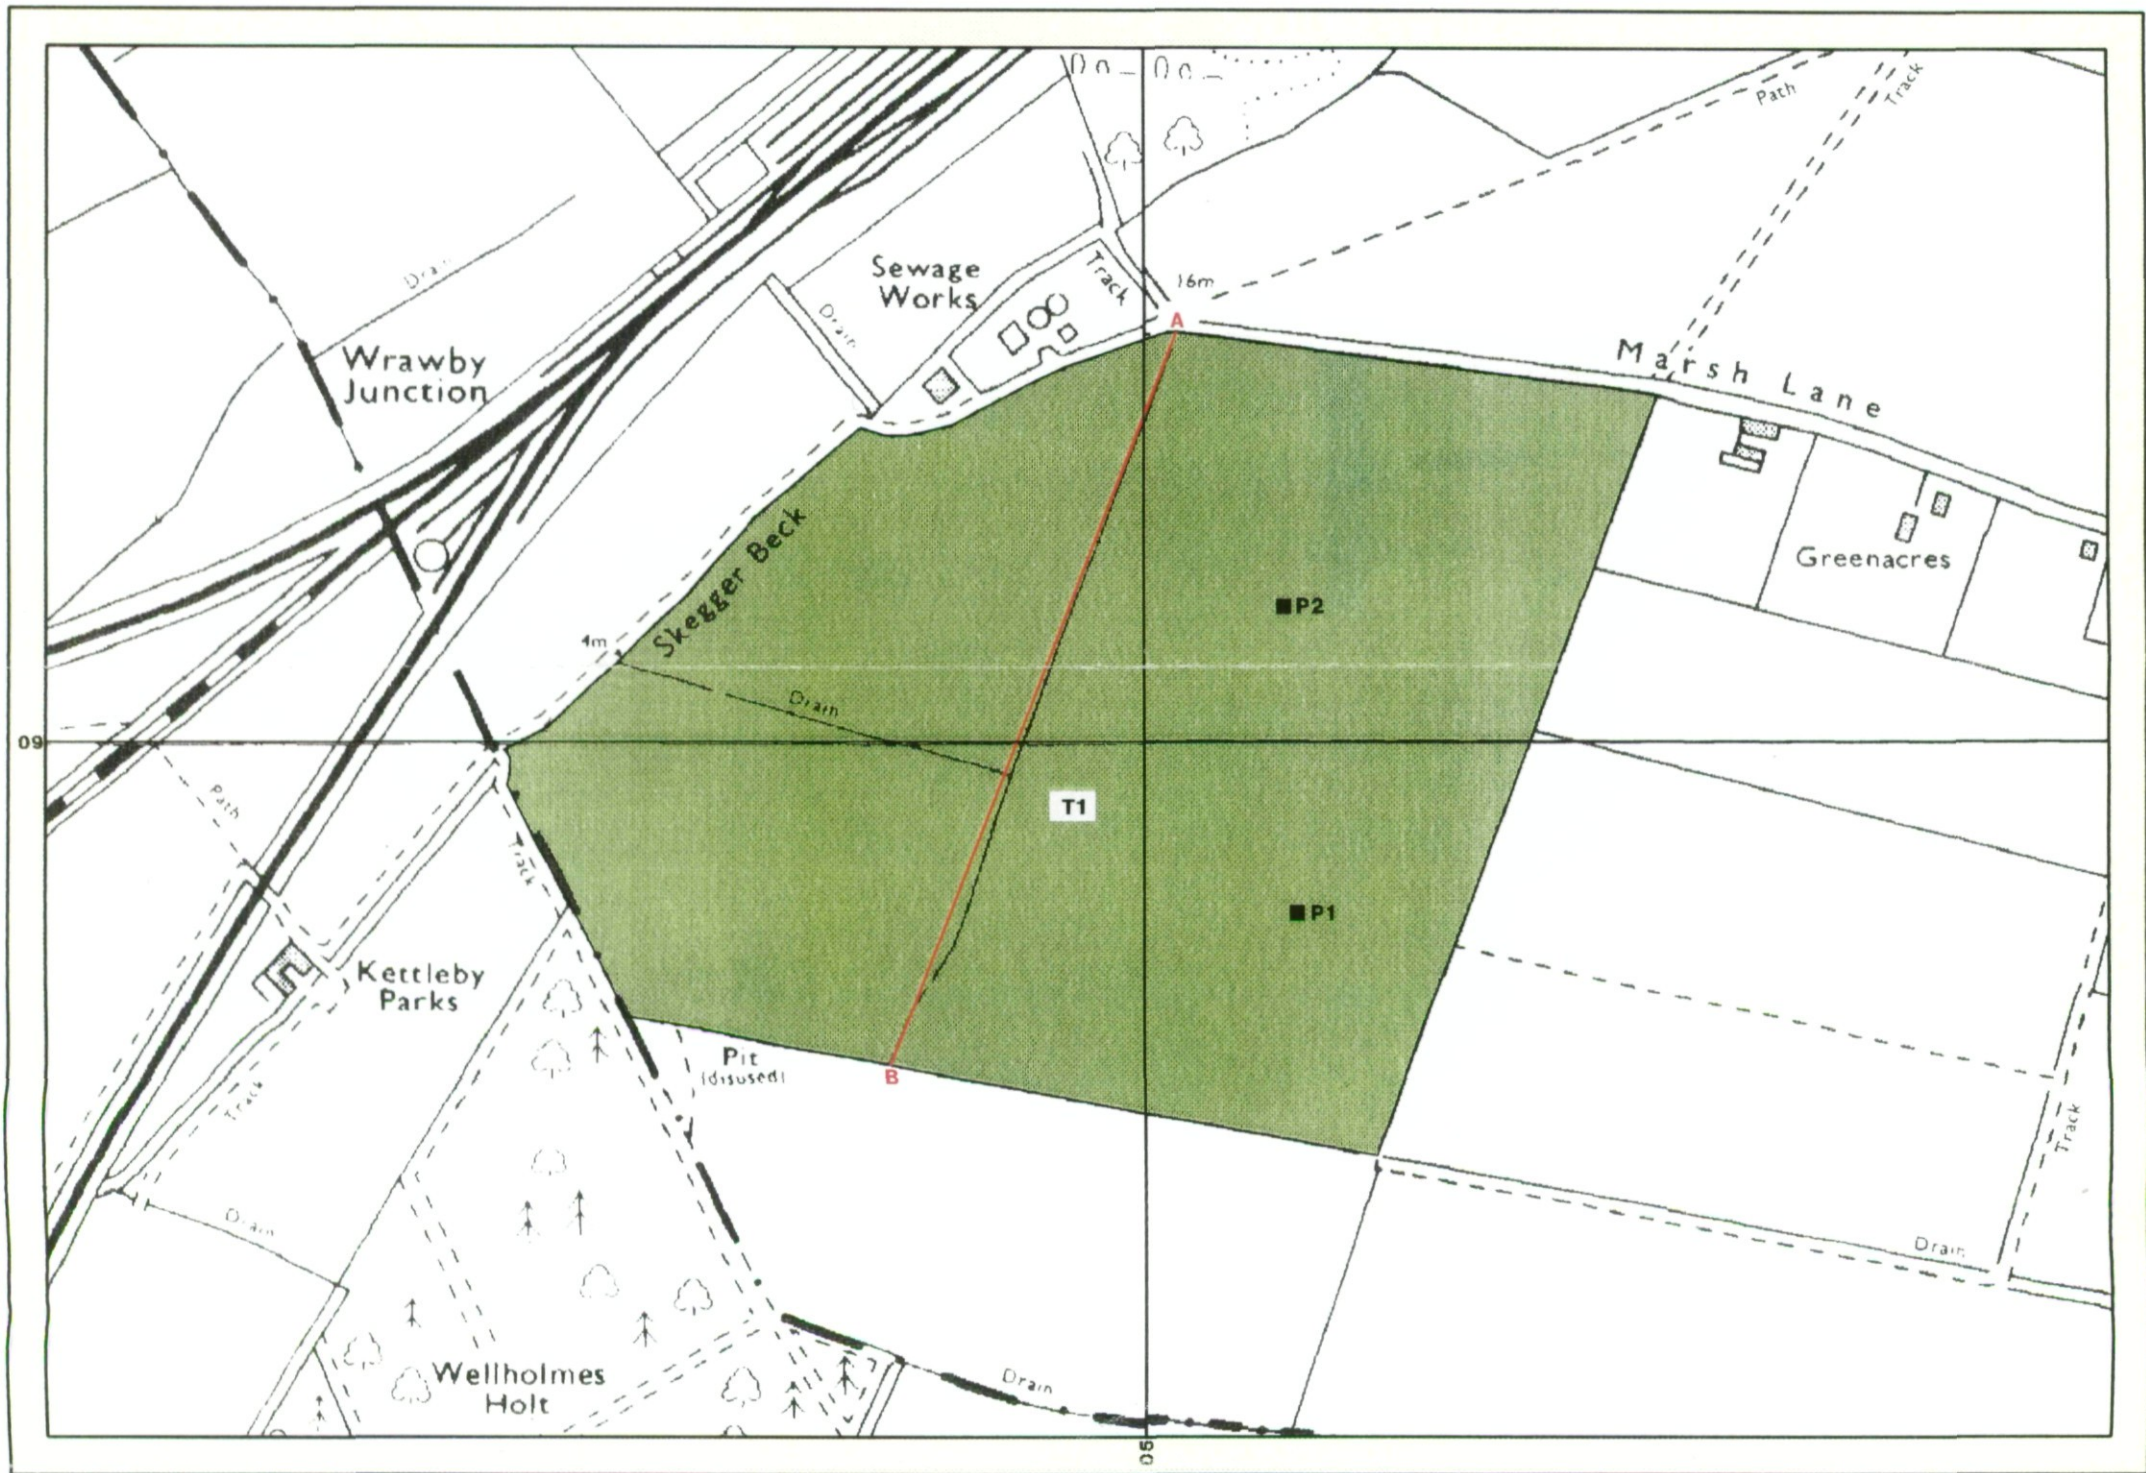 Path
Track
Drain
Sewage
Works
Track
16m
A
Drain
Wrawby
Junction
Marsh Lane
Greenacres
Skegger Beck
P2
4m
Drain
09
T1
Path
Track
P1
Kettleby
Parks
Pit
(disused)
B
Track
Track
Drain
Drain
Wellholmes
Holt
Drain
05